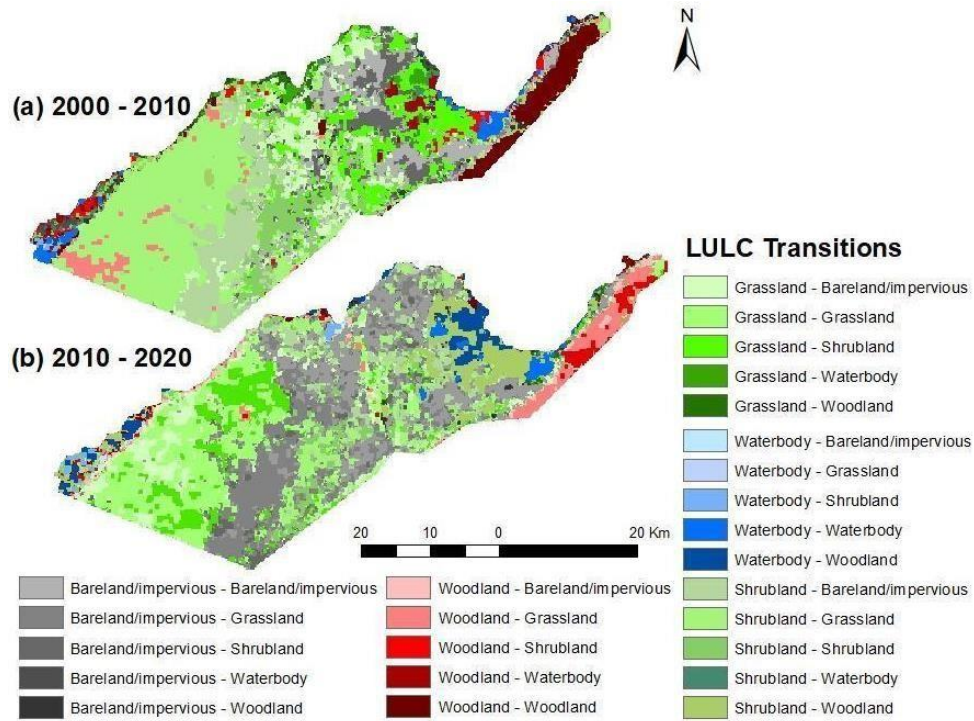 N
(a) 2000 - 2010
(b) 2010 - 2020
20 10 0 20 Km
LULC Transitions
Grassland - Bareland/impervious
Grassland - Grassland
Grassland - Shrubland
Grassland - Waterbody
Grassland - Woodland
Waterbody - Bareland/impervious
Waterbody - Grassland
Waterbody - Shrubland
Waterbody - Waterbody
Waterbody - Woodland
Shrubland - Bareland/impervious
Shrubland - Grassland
Shrubland - Shrubland
Shrubland - Waterbody
Shrubland - Woodland
Bareland/impervious - Bareland/impervious
Bareland/impervious - Grassland
Bareland/impervious - Shrubland
Bareland/impervious - Waterbody
Bareland/impervious - Woodland
Woodland - Bareland/impervious
Woodland - Grassland
Woodland - Shrubland
Woodland - Waterbody
Woodland - Woodland